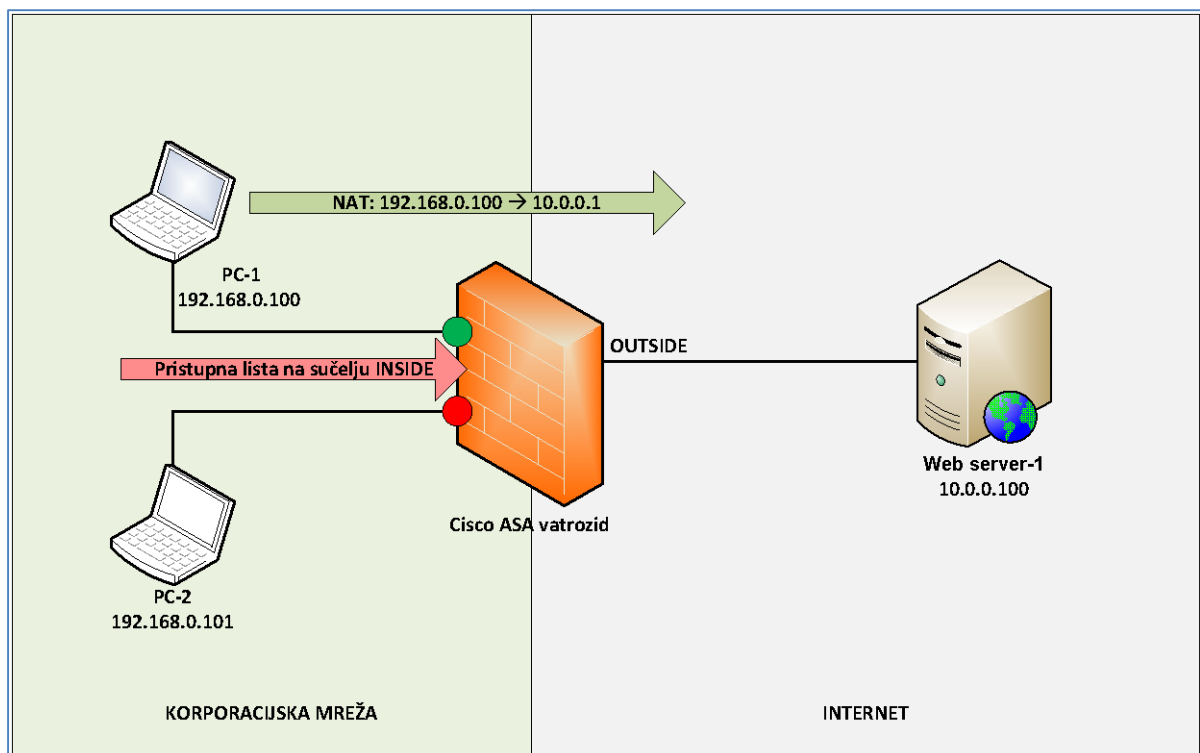 NAT: 192.168.0.100 → 10.0.0.1
PC-1
192.168.0.100
OUTSIDE
Pristupna lista na sučelju INSIDE
Web server-1
10.0.0.100
Cisco ASA vatrozid
PC-2
192.168.0.101
KORPORACIJSKA MREŽA
INTERNET